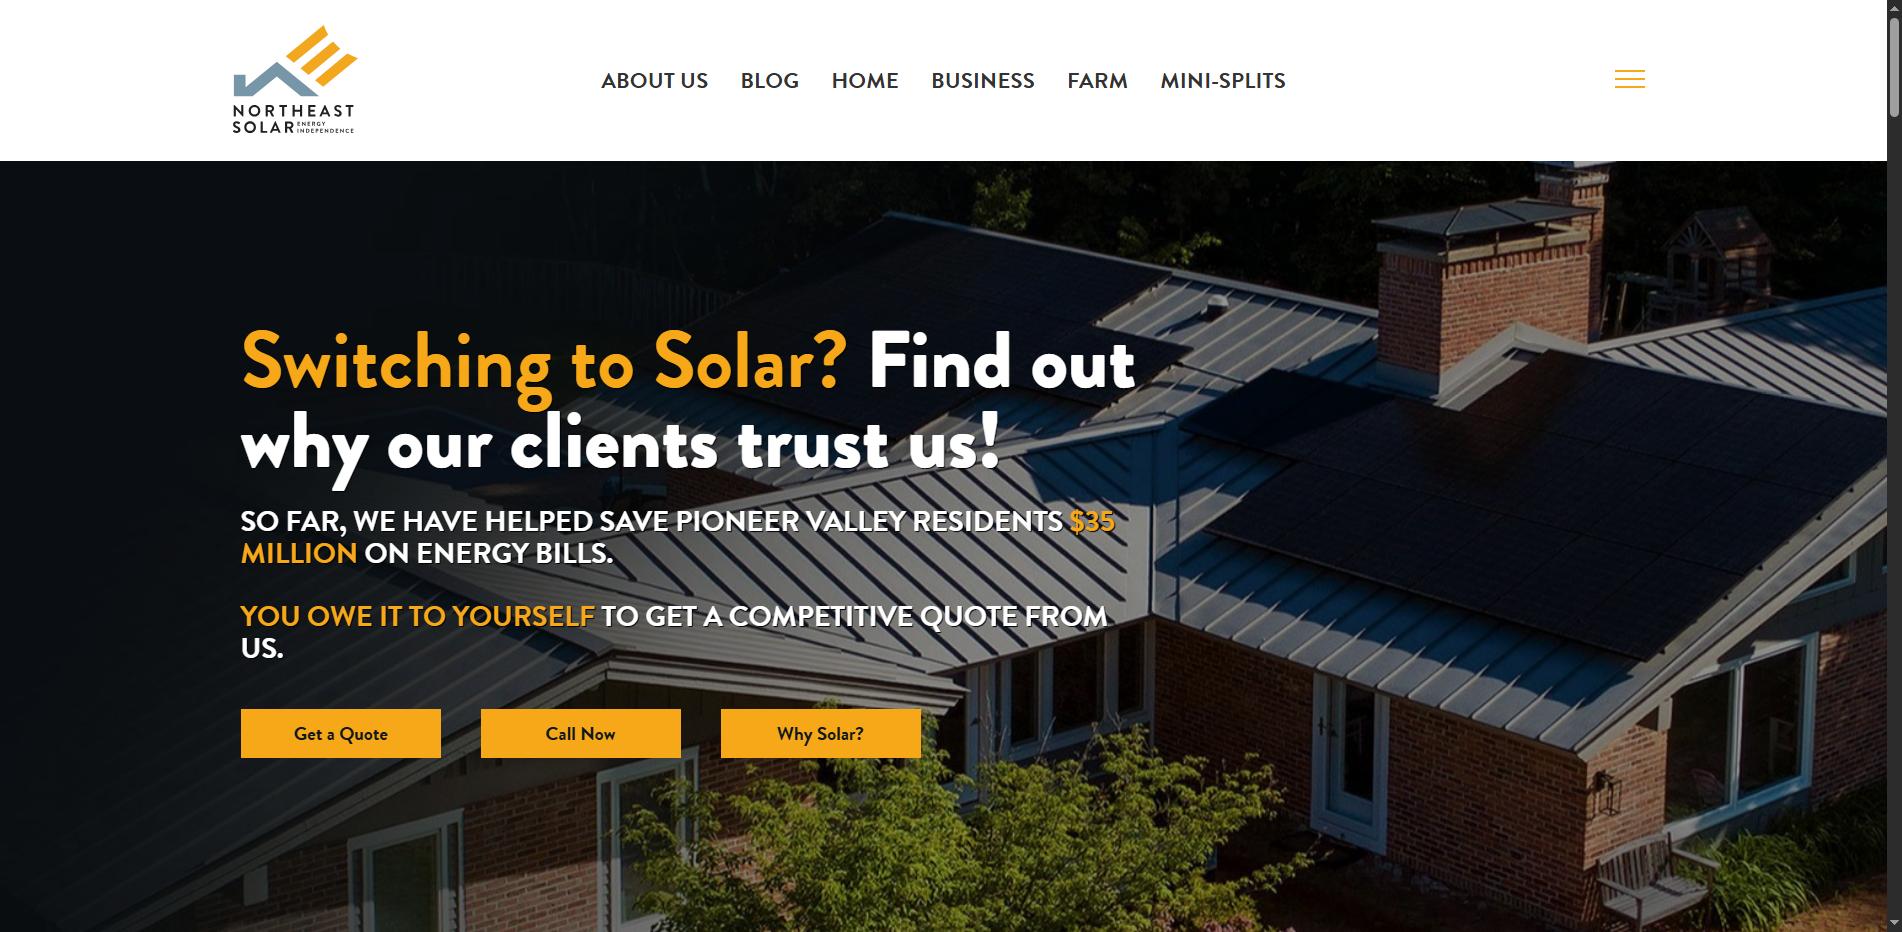 NORTHEAST
SOLAR ENERGY INDEPENDENCE
ABOUT US
BLOG
HOME
BUSINESS
FARM
MINI-SPLITS
Switching to Solar? Find out
why our clients trust us!
SO FAR, WE HAVE HELPED SAVE PIONEER VALLEY RESIDENTS $35
MILLION ON ENERGY BILLS.
YOU OWE IT TO YOURSELF TO GET A COMPETITIVE QUOTE FROM
US.
Get a Quote
Call Now
Why Solar?